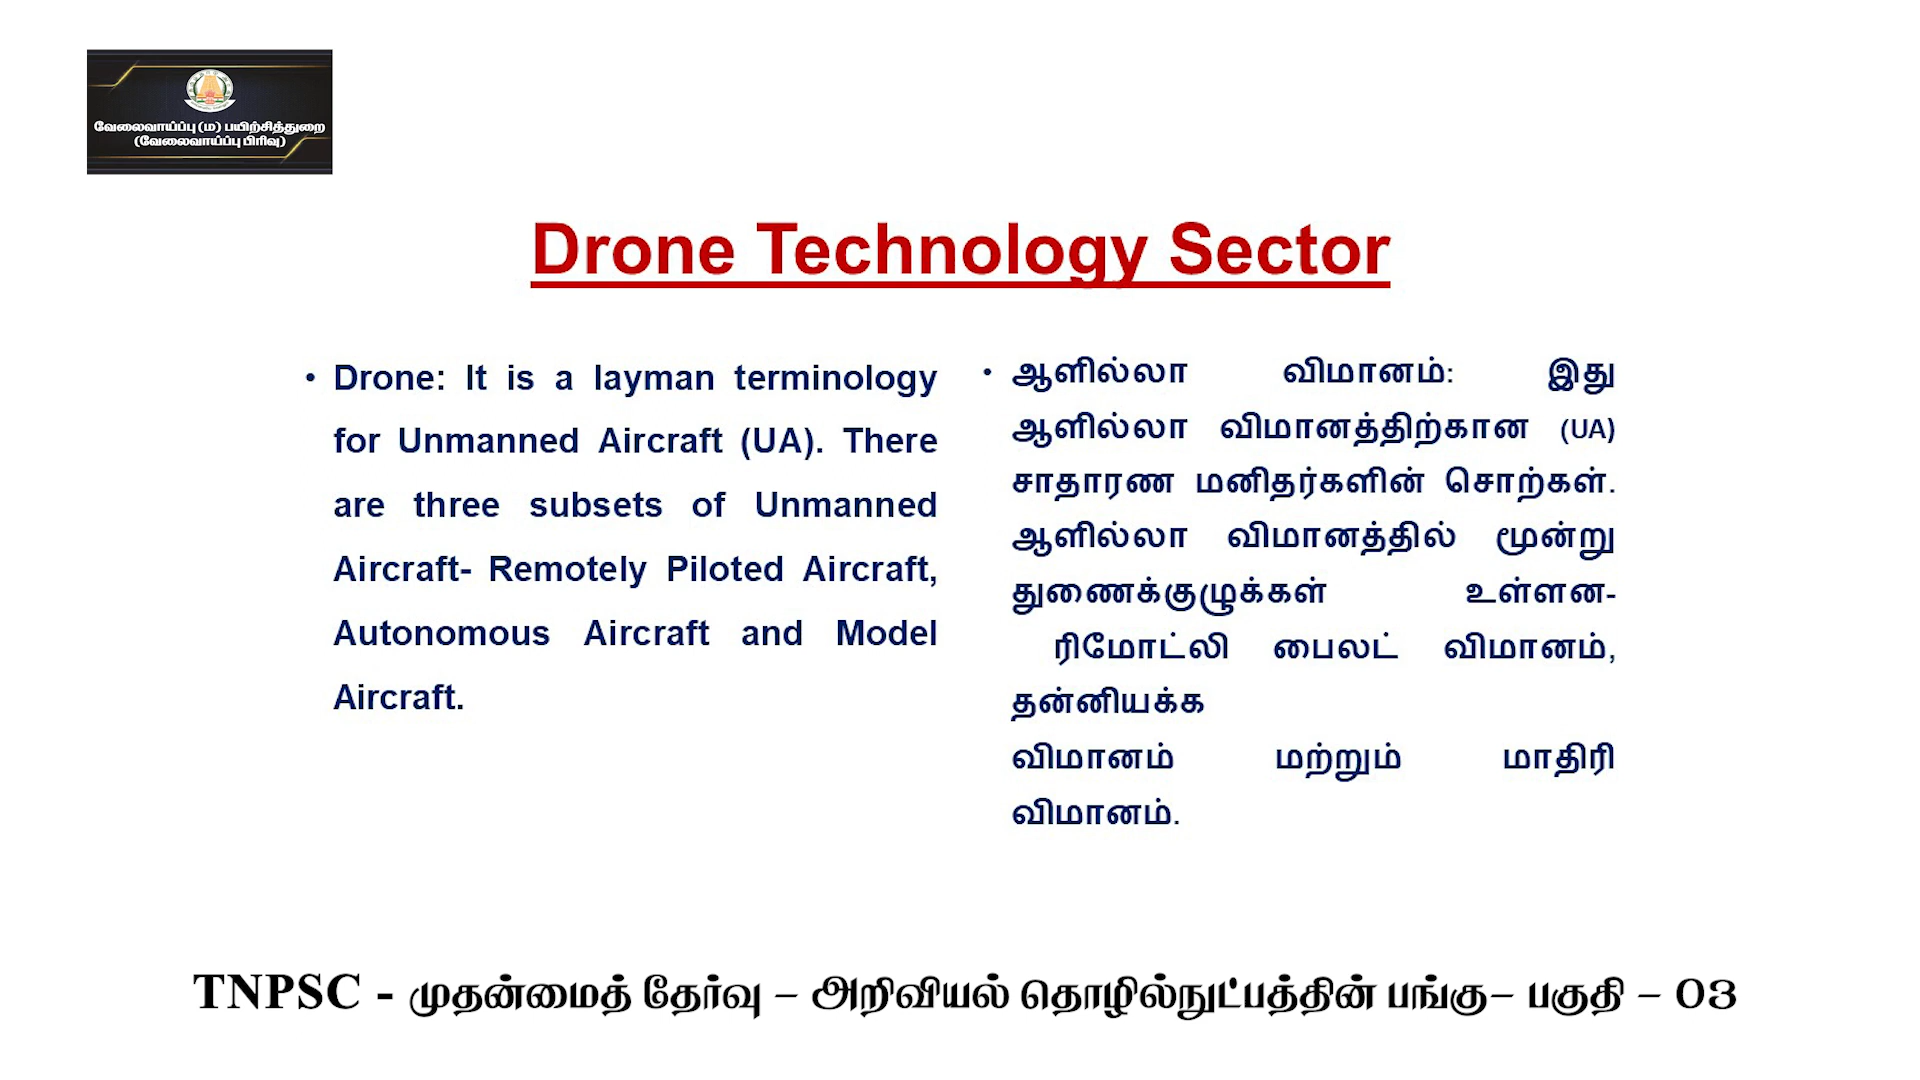 வேலைவாய்ப்பு (ம) பயிற்சித்துறை
(வேலைவாய்ப்பு பிரிவு)
Drone Technology Sector
• Drone: It is a layman terminology
for Unmanned Aircraft (UA). There
are three subsets of Unmanned
Aircraft- Remotely Piloted Aircraft,
Autonomous Aircraft and Model
Aircraft.
• ஆளில்லா விமானம்: இது
ஆளில்லா விமானத்திற்கான (UA)
சாதாரண மனிதர்களின் சொற்கள்.
ஆளில்லா விமானத்தில் மூன்று
துணைக்குழுக்கள் உள்ளன-
ரிமோட்லி பைலட் விமானம்,
தன்னியக்க
விமானம் மற்றும் மாதிரி
விமானம்.
TNPSC - முதன்மைத் தேர்வு – அறிவியல் தொழில்நுட்பத்தின் பங்கு– பகுதி – 03